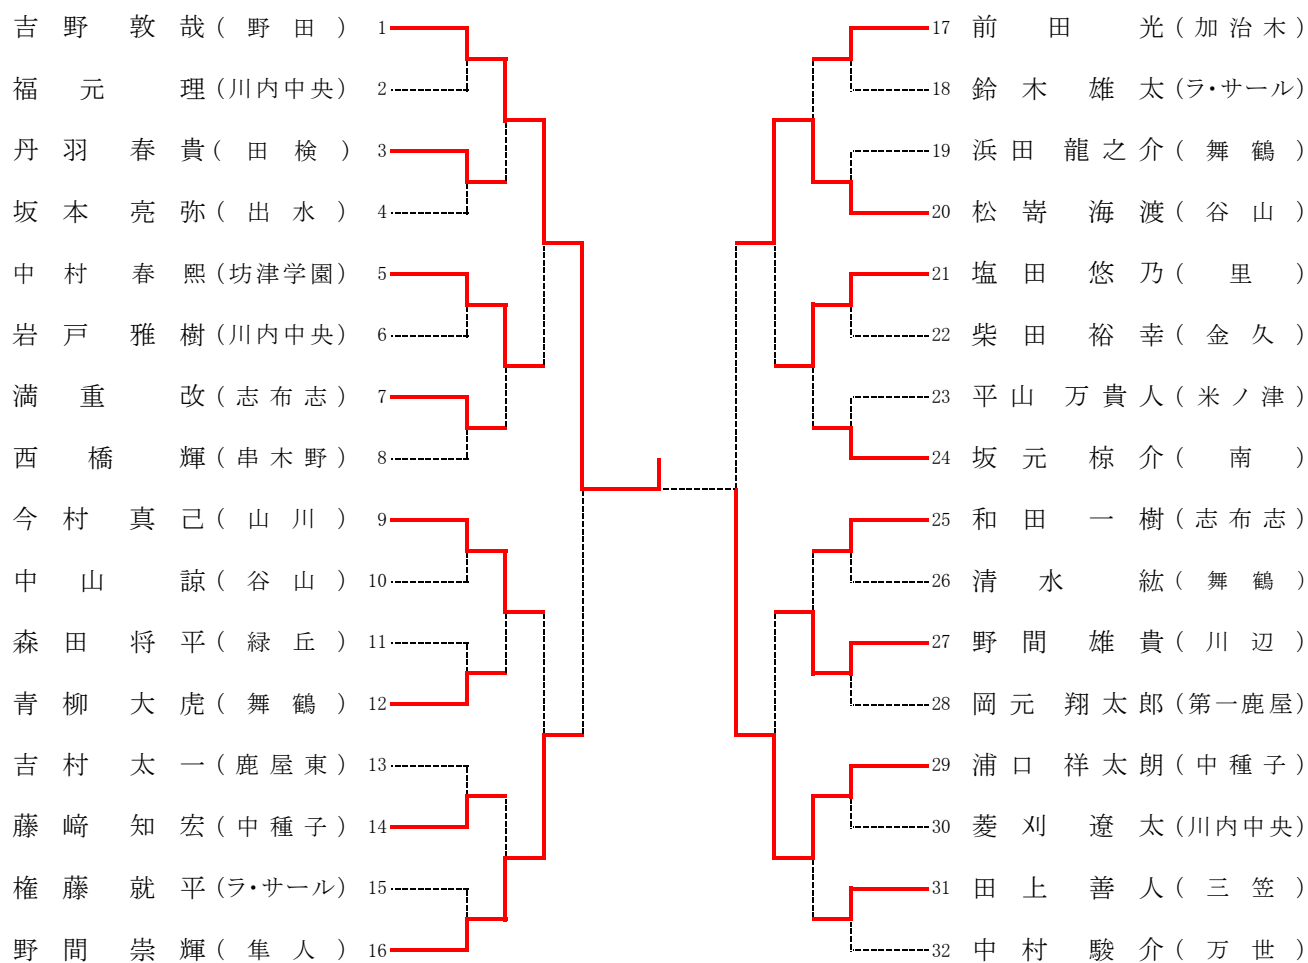 吉野 敦哉 ( 野田 ) 1
福元 理 (川内中央) 2
丹羽 春貴 ( 田検 ) 3
坂本 亮弥 ( 出水 ) 4
中村 春熙 (坊津学園) 5
岩戸 雅樹 (川内中央) 6
満重 改 ( 志布志 ) 7
西橋 輝 ( 串木野 ) 8
今村 真己 ( 山川 ) 9
中山 諒 ( 谷山 ) 10
森田 将平 ( 緑丘 ) 11
青柳 大虎 ( 舞鶴 ) 12
吉村 太一 ( 鹿屋東 ) 13
藤﨑 知宏 ( 中種子 ) 14
権藤 就平 (ラ・サール) 15
野間 崇輝 ( 隼人 ) 16
17 前田 光 ( 加治木 )
18 鈴木 雄太 (ラ・サール)
19 浜田 龍之介 ( 舞鶴 )
20 松嵜 海渡 ( 谷山 )
21 塩田 悠乃 ( 里 )
22 柴田 裕幸 ( 金久 )
23 平山 万貴人 ( 米ノ津 )
24 坂元 椋介 ( 南 )
25 和田 一樹 ( 志布志 )
26 清水 紘 ( 舞鶴 )
27 野間 雄貴 ( 川辺 )
28 岡元 翔太郎 (第一鹿屋)
29 浦口 祥太朗 ( 中種子 )
30 菱刈 遼太 (川内中央)
31 田上 善人 ( 三笠 )
32 中村 駿介 ( 万世 )